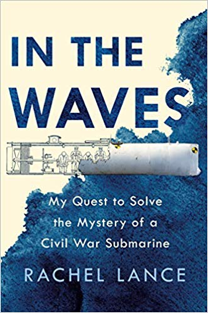 IN THE
WAVES
My Quest to Solve
the Mystery of a
Civil War Submarine
RACHEL LANCE